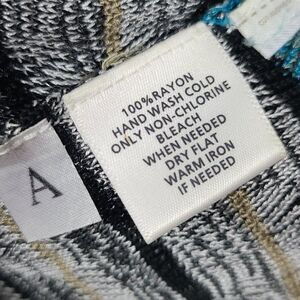 100%RAYON
HAND WASH COLD
ONLY NON-CHLORINE
BLEACH
WHEN NEEDED
DRY FLAT
WARM IRON
IF NEEDED
A